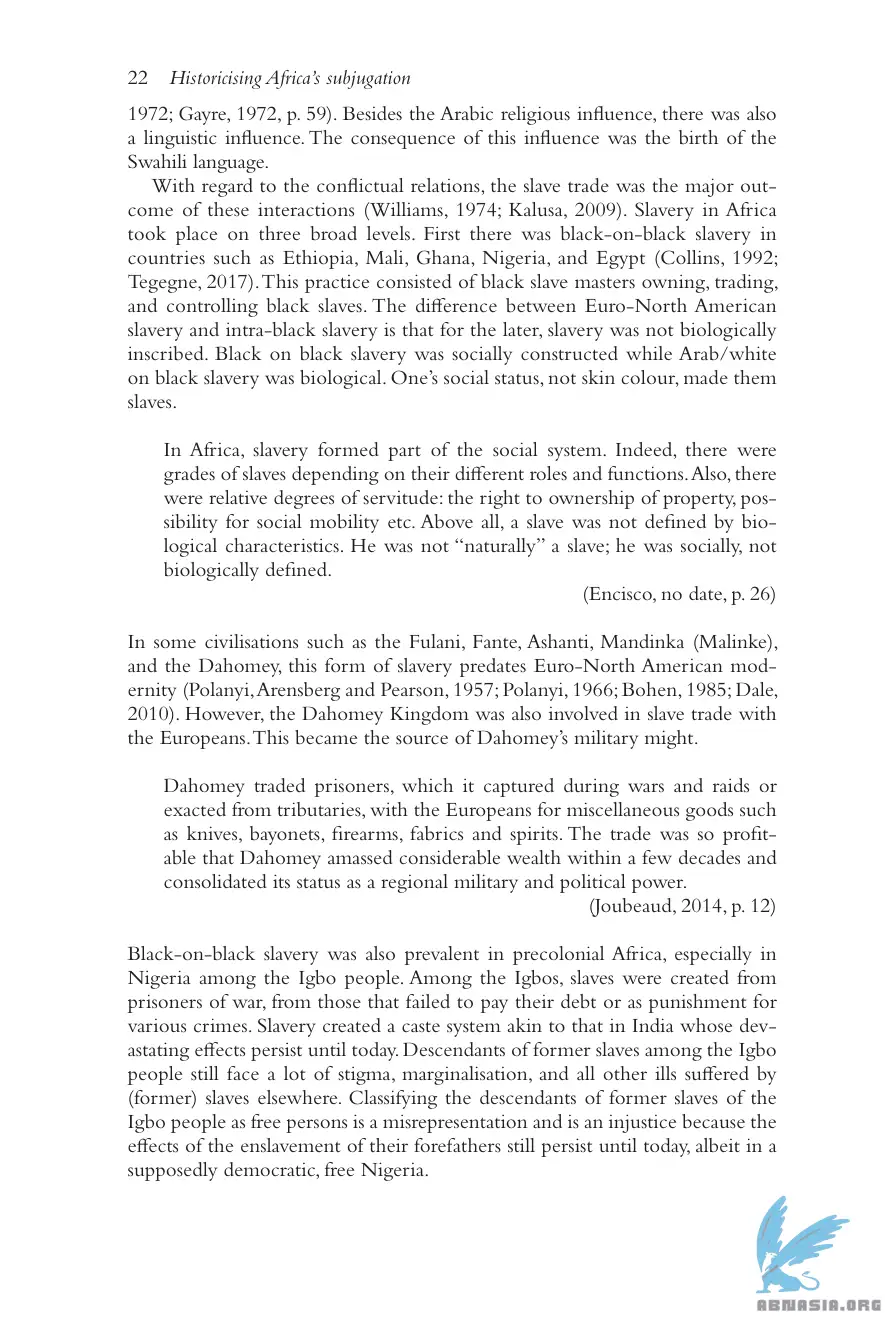 22 Historicising Africa's subjugation
1972; Gayre, 1972, p. 59). Besides the Arabic religious influence, there was also
a linguistic influence. The consequence of this influence was the birth of the
Swahili language.
With regard to the conflictual relations, the slave trade was the major out-
come of these interactions (Williams, 1974; Kalusa, 2009). Slavery in Africa
took place on three broad levels. First there was black-on-black slavery in
countries such as Ethiopia, Mali, Ghana, Nigeria, and Egypt (Collins, 1992;
Tegegne, 2017). This practice consisted of black slave masters owning, trading,
and controlling black slaves. The difference between Euro-North American
slavery and intra-black slavery is that for the later, slavery was not biologically
inscribed. Black on black slavery was socially constructed while Arab/white
on black slavery was biological. One's social status, not skin colour, made them
slaves.
In Africa, slavery formed part of the social system. Indeed, there were
grades of slaves depending on their different roles and functions. Also, there
were relative degrees of servitude: the right to ownership of property, pos-
sibility for social mobility etc. Above all, a slave was not defined by bio-
logical characteristics. He was not "naturally" a slave; he was socially, not
biologically defined.
(Encisco, no date, p. 26)
In some civilisations such as the Fulani, Fante, Ashanti, Mandinka (Malinke),
and the Dahomey, this form of slavery predates Euro-North American mod-
ernity (Polanyi, Arensberg and Pearson, 1957; Polanyi, 1966; Bohen, 1985; Dale,
2010). However, the Dahomey Kingdom was also involved in slave trade with
the Europeans. This became the source of Dahomey's military might.
Dahomey traded prisoners, which it captured during wars and raids or
exacted from tributaries, with the Europeans for miscellaneous goods such
as knives, bayonets, firearms, fabrics and spirits. The trade was so profit-
able that Dahomey amassed considerable wealth within a few decades and
consolidated its status as a regional military and political power.
(Joubeaud, 2014, p. 12)
Black-on-black slavery was also prevalent in precolonial Africa, especially in
Nigeria among the Igbo people. Among the Igbos, slaves were created from
prisoners of war, from those that failed to pay their debt or as punishment for
various crimes. Slavery created a caste system akin to that in India whose dev-
astating effects persist until today. Descendants of former slaves among the Igbo
people still face a lot of stigma, marginalisation, and all other ills suffered by
(former) slaves elsewhere. Classifying the descendants of former slaves of the
Igbo people as free persons is a misrepresentation and is an injustice because the
effects of the enslavement of their forefathers still persist until today, albeit in a
supposedly democratic, free Nigeria.
ABNASIA.ORG